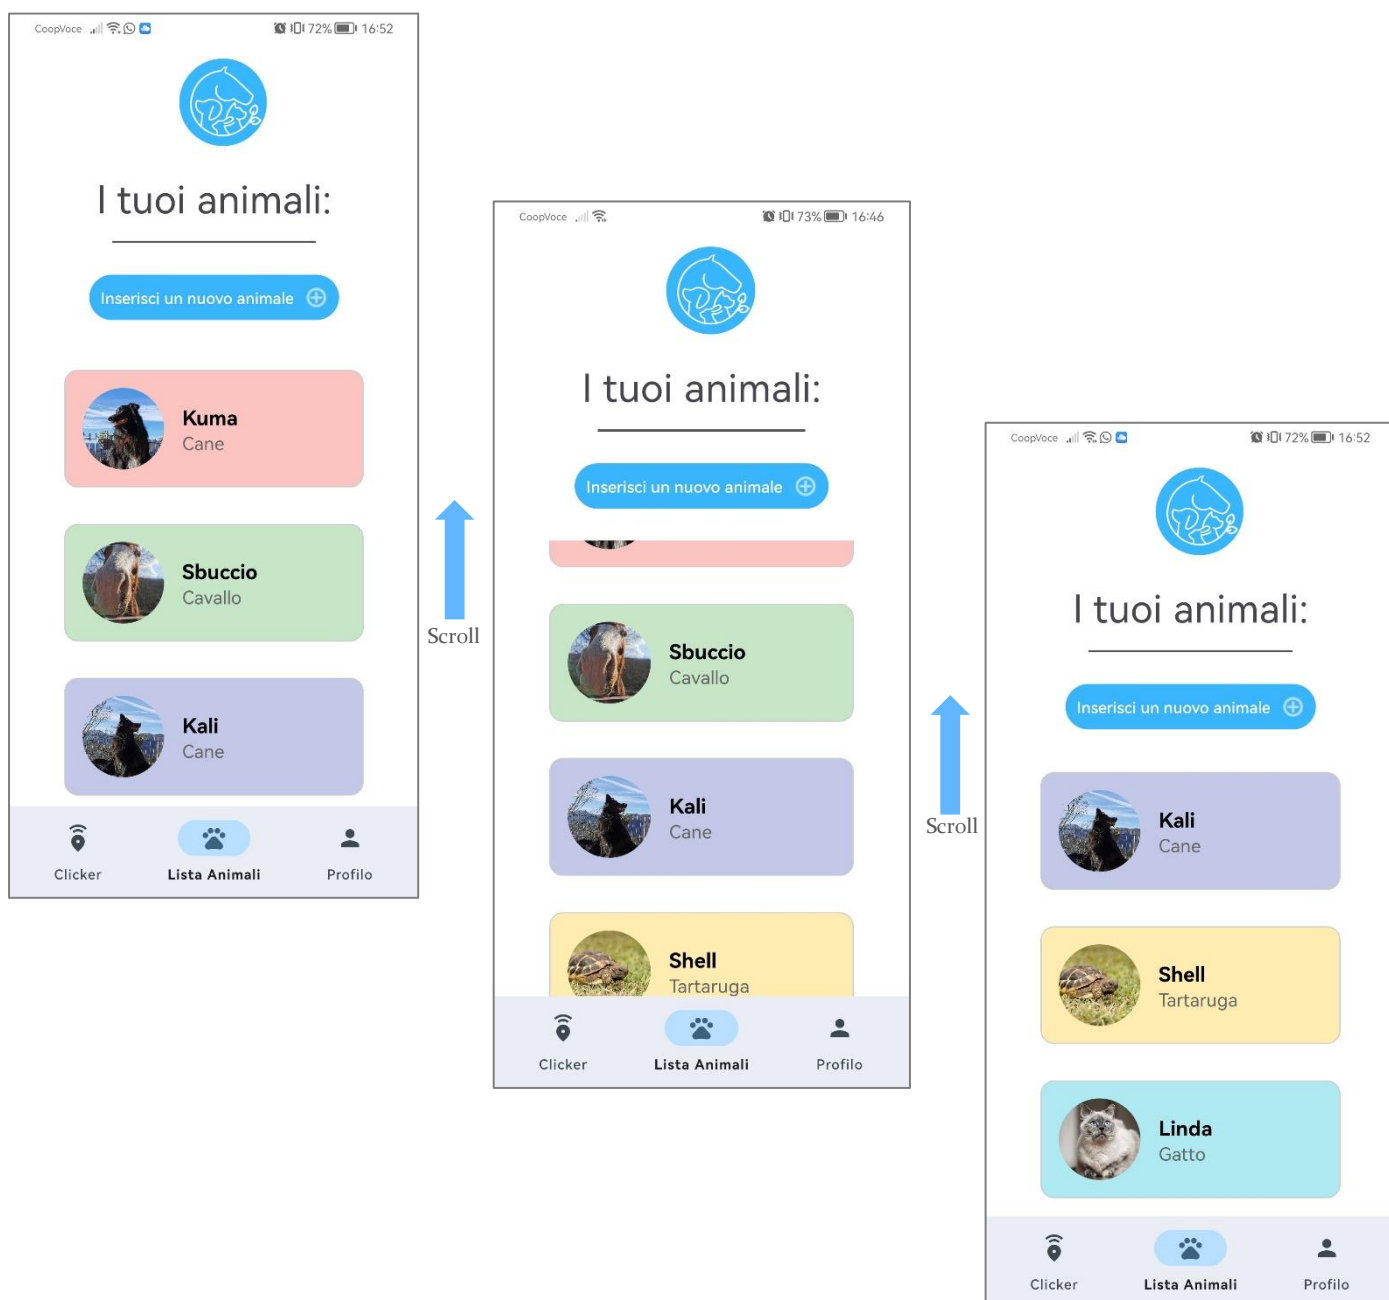 CoopVoce 72% 16:52
I tuoi animali:
Inserisci un nuovo animale
Kuma
Cane
Sbuccio
Cavallo
Kali
Cane
Clicker Lista Animali Profilo
Scroll
CoopVoce 73% 16:46
I tuoi animali:
Inserisci un nuovo animale
Sbuccio
Cavallo
Kali
Cane
Shell
Tartaruga
Clicker Lista Animali Profilo
Scroll
CoopVoce 72% 16:52
I tuoi animali:
Inserisci un nuovo animale
Kali
Cane
Shell
Tartaruga
Linda
Gatto
Clicker Lista Animali Profilo